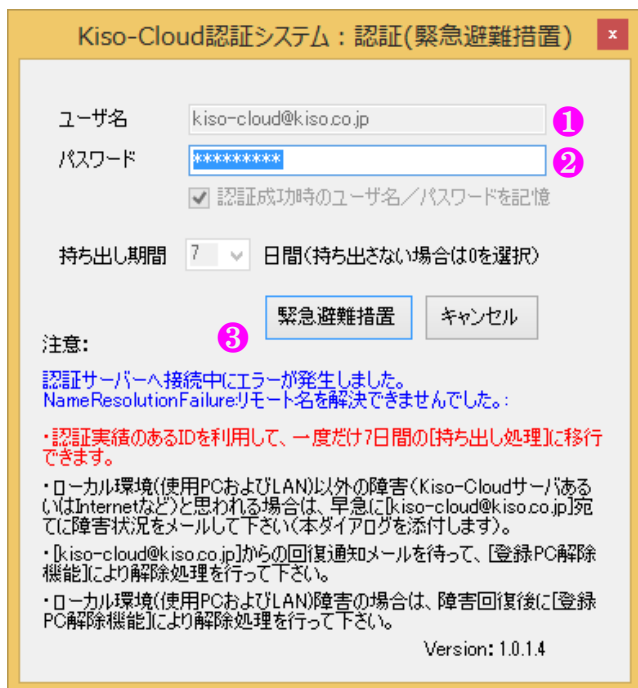 Kiso-Cloud認証システム：認証(緊急避難措置) x
ユーザ名 kiso-cloud@kiso.co.jp ❶
パスワード ********* ❷
認証成功時のユーザ名／パスワードを記憶
持ち出し期間 7 日間(持ち出さない場合は0を選択)
❸ 緊急避難措置 キャンセル
注意:
認証サーバーへ接続中にエラーが発生しました。
NameResolutionFailure:リモート名を解決できませんでした。:
・認証実績のあるIDを利用して、一度だけ7日間の[持ち出し処理]に移行
できます。
・ローカル環境(使用PCおよびLAN)以外の障害(Kiso-Cloudサーバある
いはInternetなど)と思われる場合は、早急に[kiso-cloud@kiso.co.jp]宛
てに障害状況をメールして下さい(本ダイアログを添付します)。
・[kiso-cloud@kiso.co.jp]からの回復通知メールを待って、[登録PC解除
機能]により解除処理を行って下さい。
・ローカル環境(使用PCおよびLAN)障害の場合は、障害回復後に[登録
PC解除機能]により解除処理を行って下さい。
Version: 1.0.1.4